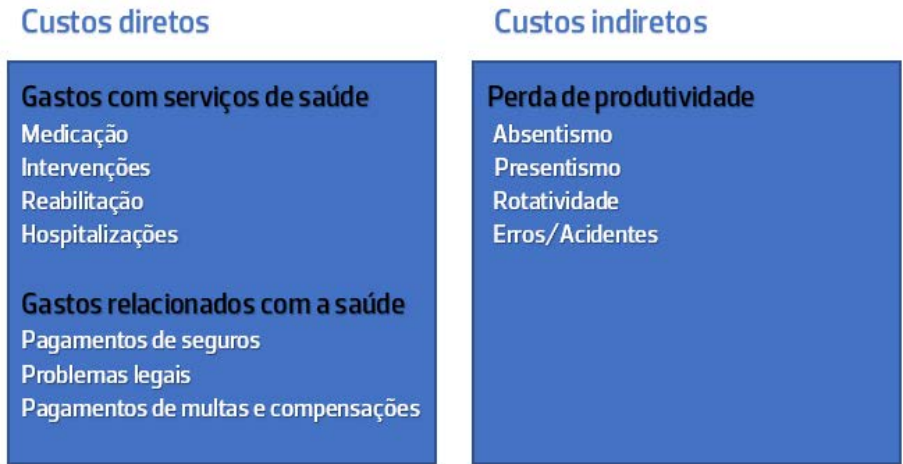 Custos diretos
Gastos com serviços de saúde
Medicação
Intervenções
Reabilitação
Hospitalizações
Gastos relacionados com a saúde
Pagamentos de seguros
Problemas legais
Pagamentos de multas e compensações
Custos indiretos
Perda de produtividade
Absentismo
Presentismo
Rotatividade
Erros/Acidentes